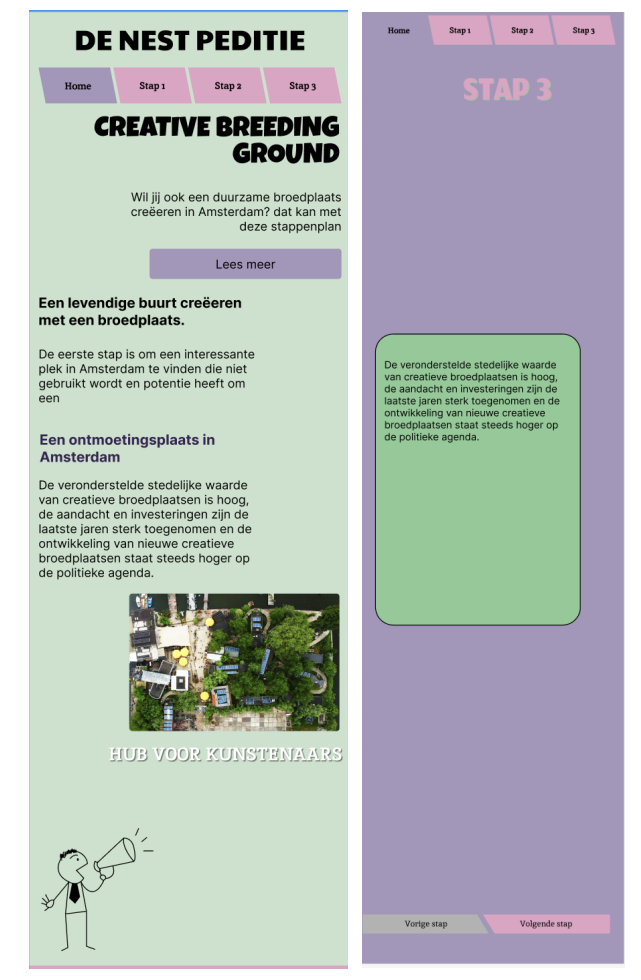 DE NEST PEDITIE
Home
Stap 1
Stap 2
Stap 3
CREATIVE BREEDING
GROUND
Wil jij ook een duurzame broedplaats
creëeren in Amsterdam? dat kan met
deze stappenplan
Lees meer
Een levendige buurt creëeren
met een broedplaats.
De eerste stap is om een interessante
plek in Amsterdam te vinden die niet
gebruikt wordt en potentie heeft om
een
Een ontmoetingsplaats in
Amsterdam
De veronderstelde stedelijke waarde
van creatieve broedplaatsen is hoog,
de aandacht en investeringen zijn de
laatste jaren sterk toegenomen en de
ontwikkeling van nieuwe creatieve
broedplaatsen staat steeds hoger op
de politieke agenda.
HUB VOOR KUNSTENAARS
Home
Stap 1
Stap 2
Stap 3
STAP 3
De veronderstelde stedelijke waarde
van creatieve broedplaatsen is hoog,
de aandacht en investeringen zijn de
laatste jaren sterk toegenomen en de
ontwikkeling van nieuwe creatieve
broedplaatsen staat steeds hoger op
de politieke agenda.
Vorige stap
Volgende stap